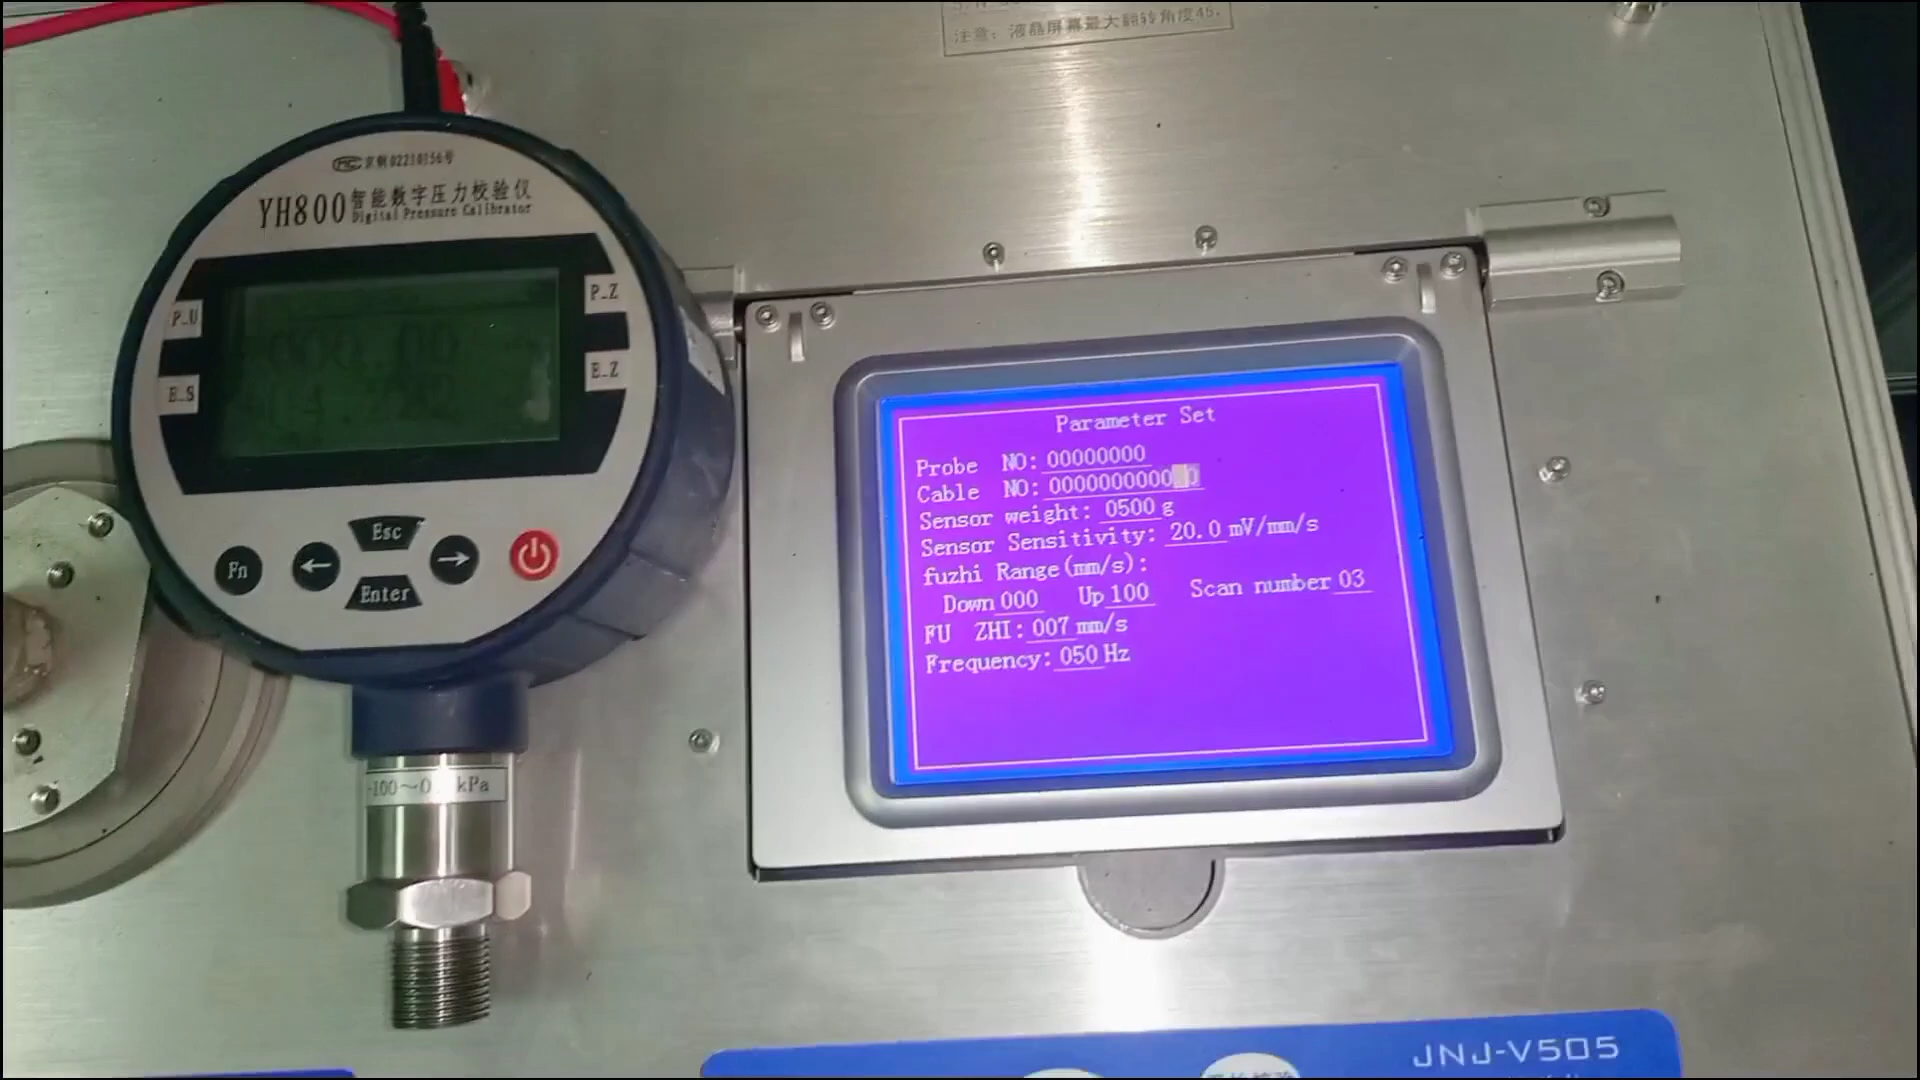 注意：液晶屏幕最大翻转角度45.
京制02210156号
YH800 智能数字压力校验仪
Digital Pressure Calibrator
P_U
P_Z
E_S
E_Z
Esc
Fn
←
→
Enter
kPa
Parameter Set
Probe NO: 00000000
Cable NO: 0000000000
Sensor weight: 0500 g
Sensor Sensitivity: 20.0 mV/mm/s
fuzhi Range(mm/s):
Down 000 Up 100 Scan number 03
FU ZHI: 007 mm/s
Frequency: 050 Hz
JNJ-V505